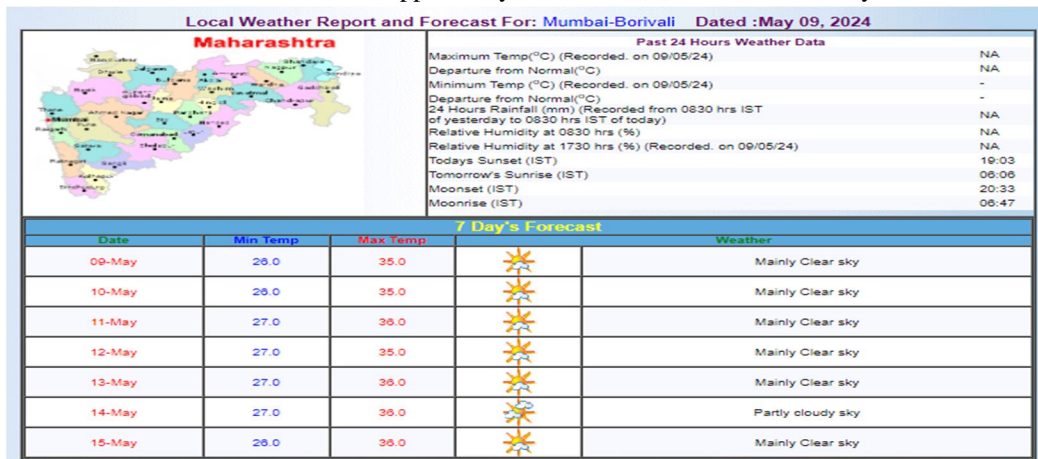 Local Weather Report and Forecast For: Mumbai-Borivali Dated :May 09, 2024
Maharashtra
Past 24 Hours Weather Data
Maximum Temp(°C) (Recorded. on 09/05/24) NA
Departure from Normal(°C) NA
Minimum Temp (°C) (Recorded. on 09/05/24) -
Departure from Normal(°C) -
24 Hours Rainfall (mm) (Recorded from 0830 hrs IST
of yesterday to 0830 hrs IST of today) NA
Relative Humidity at 0830 hrs (%) NA
Relative Humidity at 1730 hrs (%) (Recorded. on 09/05/24) NA
Todays Sunset (IST) 19:03
Tomorrow's Sunrise (IST) 06:06
Moonset (IST) 20:33
Moonrise (IST) 06:47
7 Day's Forecast
Date Min Temp Max Temp Weather
09-May 26.0 35.0 Mainly Clear sky
10-May 26.0 35.0 Mainly Clear sky
11-May 27.0 36.0 Mainly Clear sky
12-May 27.0 35.0 Mainly Clear sky
13-May 27.0 36.0 Mainly Clear sky
14-May 27.0 36.0 Partly cloudy sky
15-May 26.0 36.0 Mainly Clear sky